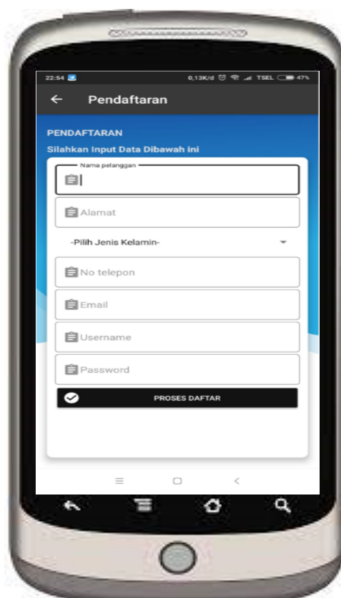 22:54 0,13K/d TSEL 47%
Pendaftaran
PENDAFTARAN
Silahkan Input Data Dibawah ini
Nama pelanggan
Alamat
-Pilih Jenis Kelamin-
No telepon
Email
Username
Password
PROSES DAFTAR